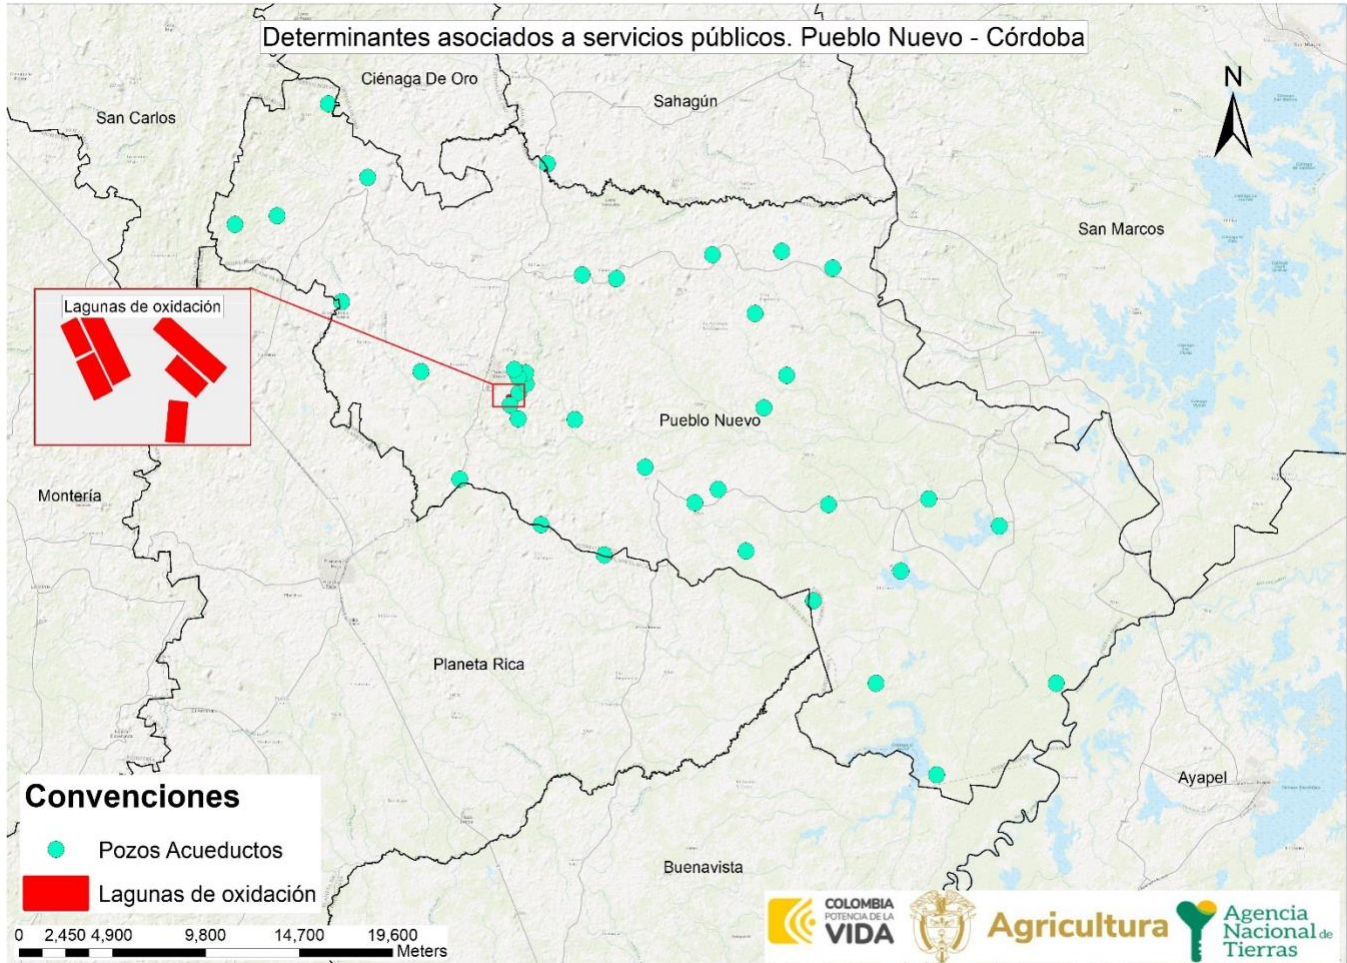 Determinantes asociados a servicios públicos. Pueblo Nuevo - Córdoba
Ciénaga De Oro
San Carlos
Sahagún
N
San Marcos
Lagunas de oxidación
Pueblo Nuevo
Montería
Planeta Rica
Ayapel
Buenavista
Convenciones
Pozos Acueductos
Lagunas de oxidación
0 2,450 4,900 9,800 14,700 19,600
Meters
COLOMBIA
POTENCIA DE LA
VIDA
Agricultura
Agencia
Nacional de
Tierras